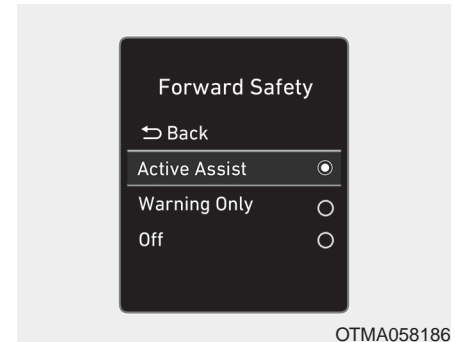 Forward Safety
Back
Active Assist
Warning Only
Off
OTMA058186